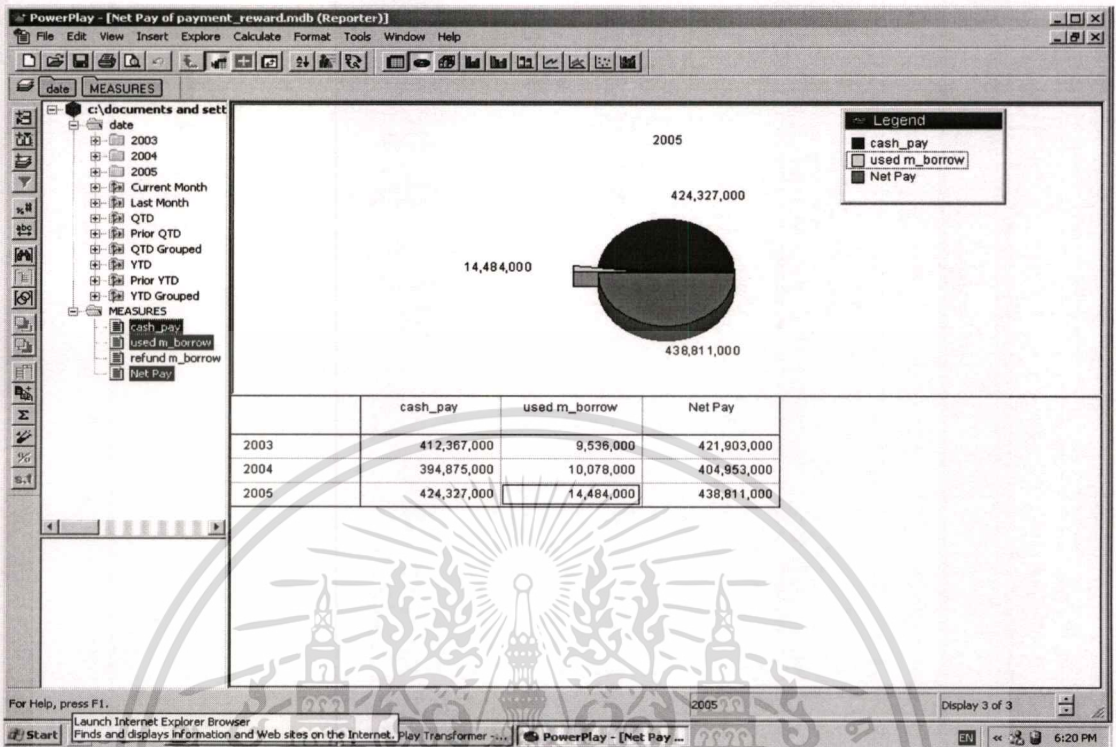 PowerPlay - [Net Pay of payment_reward.mdb (Reporter)]
File Edit View Insert Explore Calculate Format Tools Window Help
date MEASURES
c:\documents and sett
date
2003
2004
2005
Current Month
Last Month
QTD
Prior QTD
QTD Grouped
YTD
Prior YTD
YTD Grouped
MEASURES
cash_pay
used m_borrow
refund m_borrow
Net Pay
2005
424,327,000
14,484,000
438,811,000
Legend
cash_pay
used m_borrow
Net Pay
cash_pay used m_borrow Net Pay
2003 412,367,000 9,536,000 421,903,000
2004 394,875,000 10,078,000 404,953,000
2005 424,327,000 14,484,000 438,811,000
For Help, press F1. 2005 Display 3 of 3
Launch Internet Explorer Browser
Finds and displays information and Web sites on the Internet.
Start Play Transformer -... PowerPlay - [Net Pay ... EN 6:20 PM